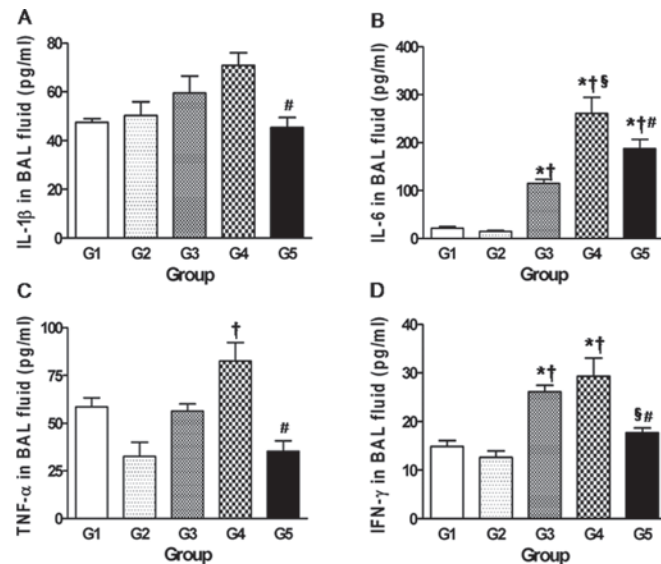 A
IL-1β in BAL fluid (pg/ml)
80
60
40
20
0
#
G1 G2 G3 G4 G5
Group
B
IL-6 in BAL fluid (pg/ml)
400
300
200
100
0
*†
*†§
*†#
G1 G2 G3 G4 G5
Group
C
TNF-α in BAL fluid (pg/ml)
100
75
50
25
0
†
#
G1 G2 G3 G4 G5
Group
D
IFN-γ in BAL fluid (pg/ml)
40
30
20
10
0
*†
*†
§#
G1 G2 G3 G4 G5
Group